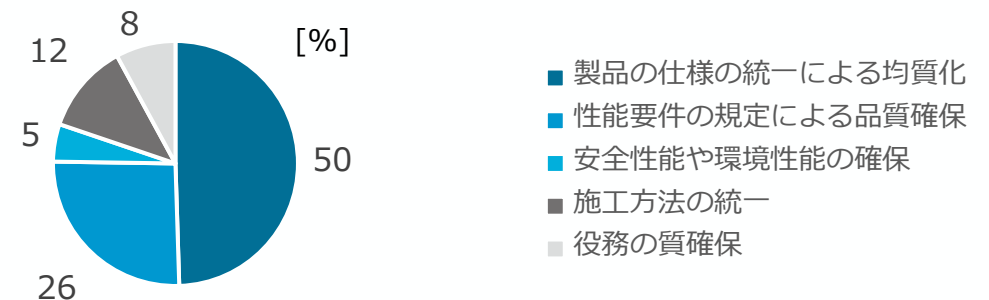 8
[%]
12
5
50
26
製品の仕様の統一による均質化
性能要件の規定による品質確保
安全性能や環境性能の確保
施工方法の統一
役務の質確保